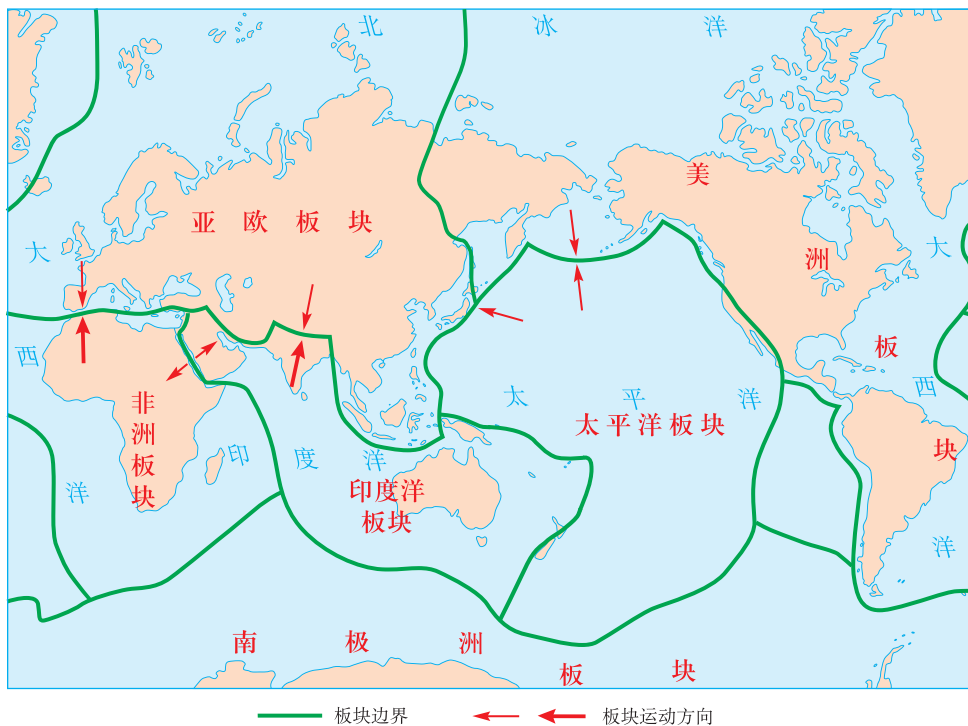 北冰洋
亚欧板块
美洲板块
大西洋
大西洋
非洲板块
印度洋
太平洋
太平洋板块
印度洋
板块
南极洲板块
板块边界
板块运动方向